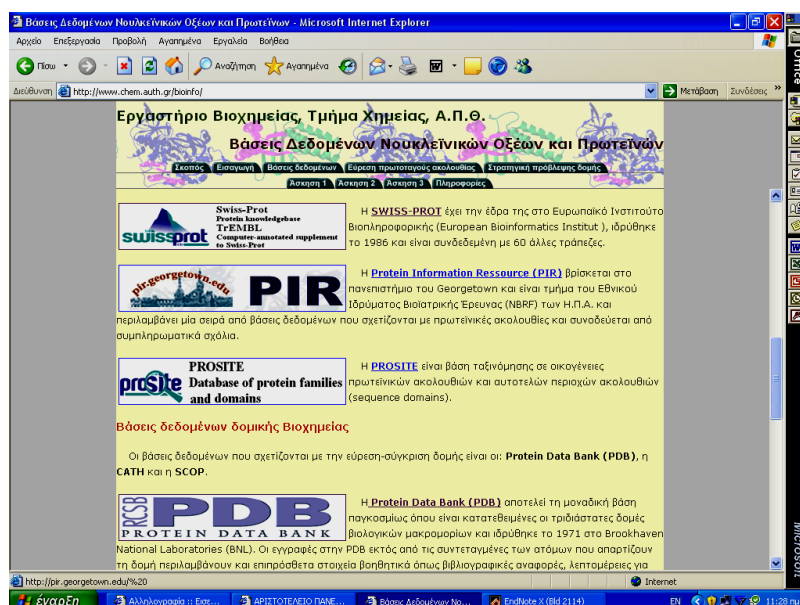 Βάσεις Δεδομένων Νουλκεϊνικών Οξέων και Πρωτεϊνων - Microsoft Internet Explorer
Αρχείο Επεξεργασία Προβολή Αγαπημένα Εργαλεία Βοήθεια
Πίσω Αναζήτηση Αγαπημένα
Διεύθυνση http://www.chem.auth.gr/bioinfo/ Μετάβαση Συνδέσεις »
Εργαστήριο Βιοχημείας, Τμήμα Χημείας, Α.Π.Θ.
Βάσεις Δεδομένων Νουκλεϊνικών Οξέων και Πρωτεϊνών
Σκοπός Εισαγωγή Βάσεις δεδομένων Εύρεση πρωτοταγούς ακολουθίας Στρατηγική πρόβλεψης δομής
Άσκηση 1 Άσκηση 2 Άσκηση 3 Πληροφορίες
swissprot
Swiss-Prot
Protein knowledgebase
TrEMBL
Computer-annotated supplement
to Swiss-Prot
Η SWISS-PROT έχει την έδρα της στο Ευρωπαϊκό Ινστιτούτο
Βιοπληροφορικής (European Bioinformatics Institut ), ιδρύθηκε
το 1986 και είναι συνδεδεμένη με 60 άλλες τράπεζες.
pir.georgetown.edu
PIR
Η Protein Information Ressource (PIR) βρίσκεται στο
πανεπιστήμιο του Georgetown και είναι τμήμα του Εθνικού
Ιδρύματος Βιοϊατρικής Έρευνας (NBRF) των Η.Π.Α. και
περιλαμβάνει μία σειρά από βάσεις δεδομένων που σχετίζονται με πρωτεϊνικές ακολουθίες και συνοδεύεται από
συμπληρωματικά σχόλια.
prosite
PROSITE
Database of protein families
and domains
Η PROSITE είναι βάση ταξινόμησης σε οικογένειες
πρωτεϊνικών ακολουθιών και αυτοτελών περιοχών ακολουθιών
(sequence domains).
Βάσεις δεδομένων δομικής Βιοχημείας
Οι βάσεις δεδομένων που σχετίζονται με την εύρεση-σύγκριση δομής είναι οι: Protein Data Bank (PDB), η
CATH και η SCOP.
RCSB
PDB
PROTEIN DATA BANK
Η Protein Data Bank (PDB) αποτελεί τη μοναδική βάση
παγκοσμίως όπου είναι κατατεθειμένες οι τριδιάστατες δομές
βιολογικών μακρομορίων και ιδρύθηκε το 1971 στο Brookhaven
National Laboratories (BNL). Οι εγγραφές στην PDB εκτός από τις συντεταγμένες των ατόμων που απαρτίζουν
τη δομή περιλαμβάνουν και επιπρόσθετα στοιχεία βοηθητικά όπως βιβλιογραφικές αναφορές, λεπτομέρειες για
http://pir.georgetown.edu/%20 Internet
έναρξη Αλληλογραφία :: Εισε... ΑΡΙΣΤΟΤΕΛΕΙΟ ΠΑΝΕ... Βάσεις Δεδομένων Νο... EndNote X (Bld 2114) EN 11:28 πμ
Office
Microsoft